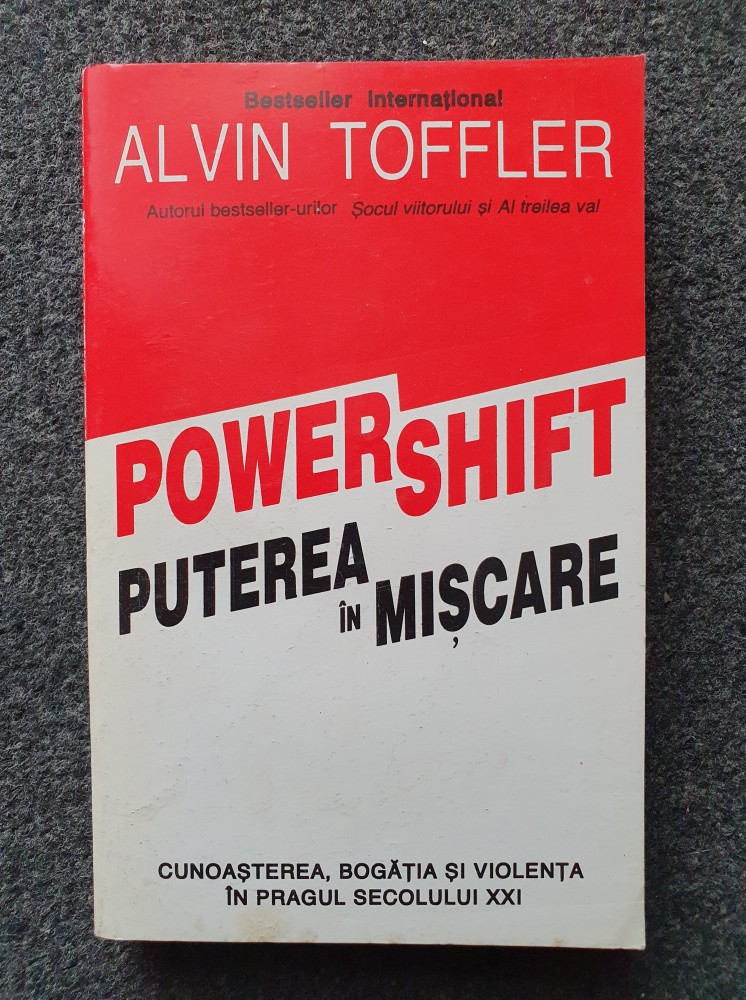 Bestseller internațional
ALVIN TOFFLER
Autorul bestseller-urilor Șocul viitorului și Al treilea val
POWERSHIFT
PUTEREA
ÎN MIȘCARE
CUNOAȘTEREA, BOGĂȚIA ȘI VIOLENȚA
ÎN PRAGUL SECOLULUI XXI